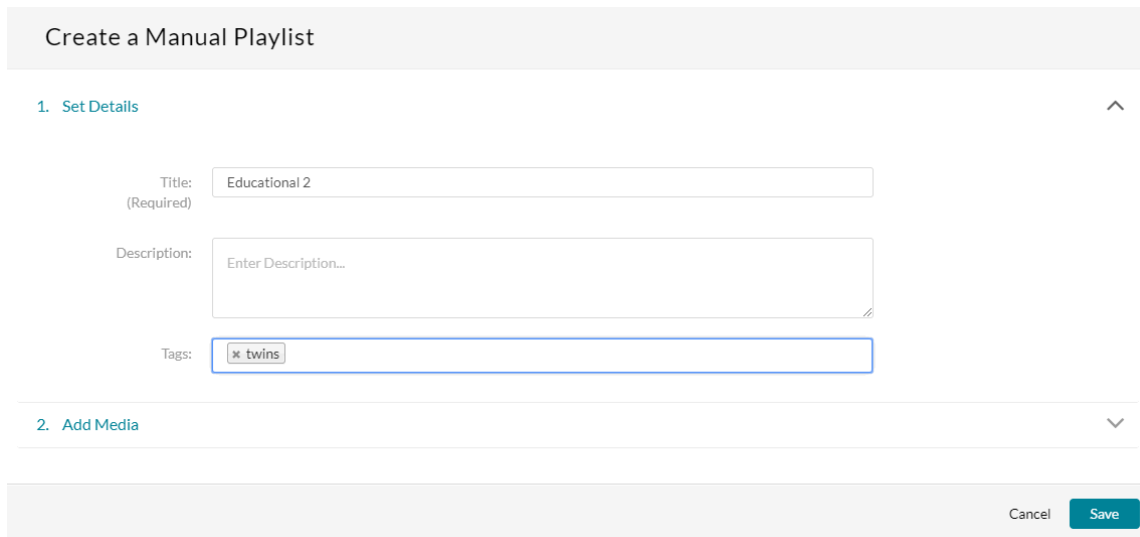 Create a Manual Playlist
1. Set Details
Title: Educational 2
(Required)
Description: Enter Description...
Tags: × twins
2. Add Media
Cancel Save